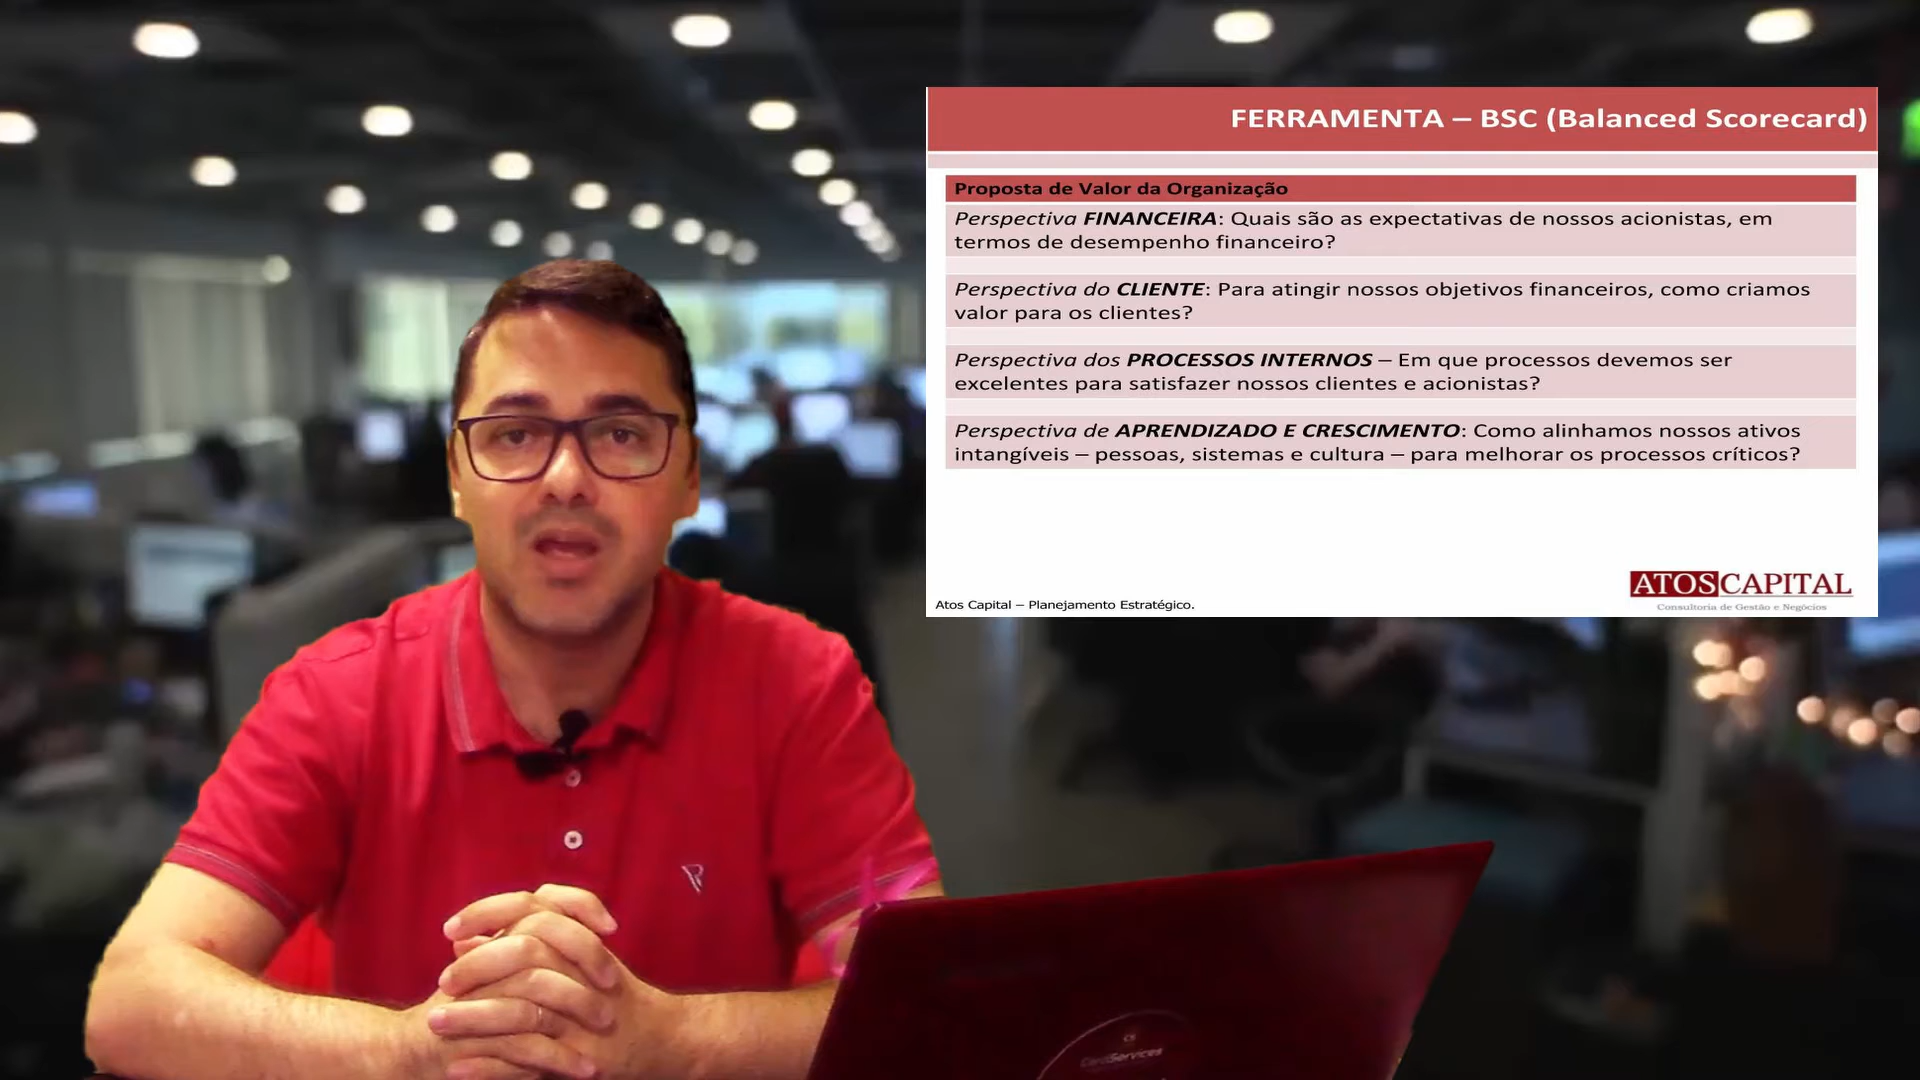 FERRAMENTA – BSC (Balanced Scorecard)
Proposta de Valor da Organização
Perspectiva FINANCEIRA: Quais são as expectativas de nossos acionistas, em
termos de desempenho financeiro?
Perspectiva do CLIENTE: Para atingir nossos objetivos financeiros, como criamos
valor para os clientes?
Perspectiva dos PROCESSOS INTERNOS – Em que processos devemos ser
excelentes para satisfazer nossos clientes e acionistas?
Perspectiva de APRENDIZADO E CRESCIMENTO: Como alinhamos nossos ativos
intangíveis – pessoas, sistemas e cultura – para melhorar os processos críticos?
ATOSCAPITAL
Consultoria de Gestão e Negócios
Atos Capital – Planejamento Estratégico.
CardServices